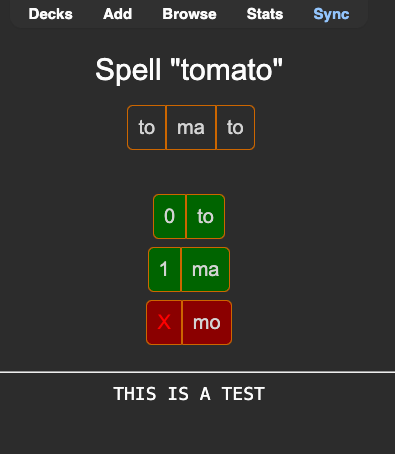 Decks Add Browse Stats Sync
Spell "tomato"
to ma to
0 to
1 ma
X mo
THIS IS A TEST